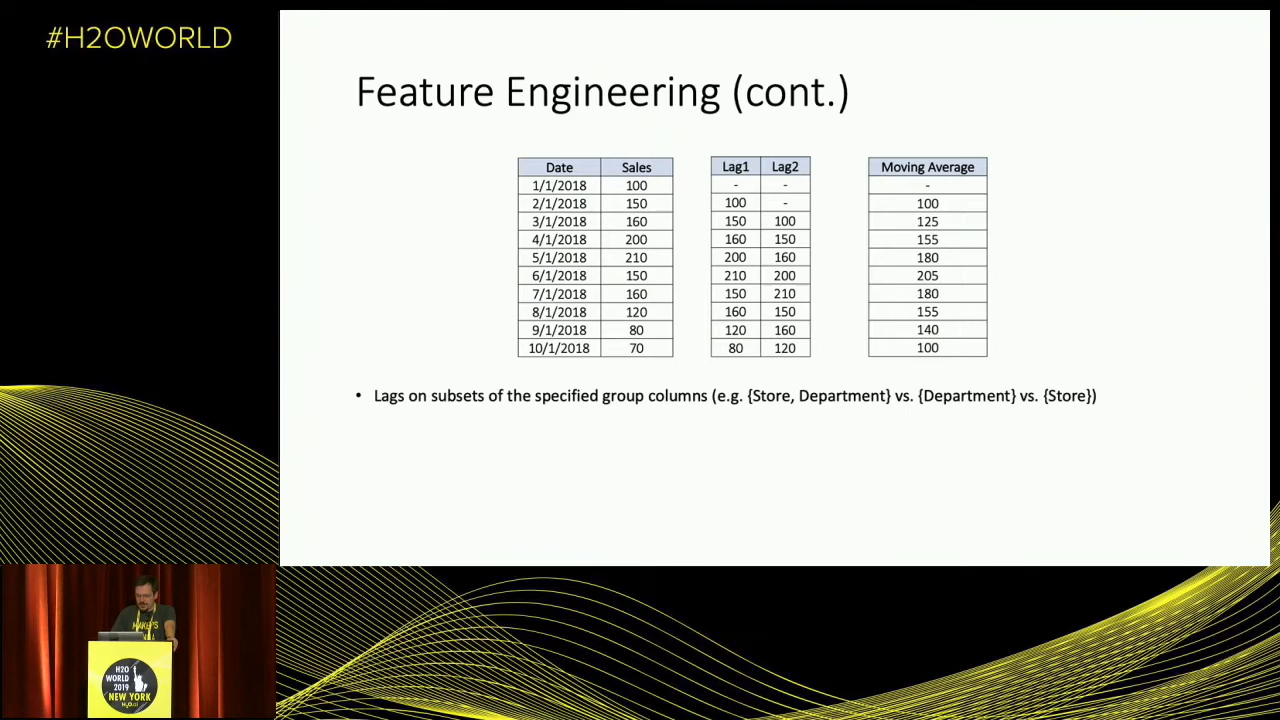 #H2OWORLD
Feature Engineering (cont.)
Date Sales Lag1 Lag2 Moving Average
1/1/2018 100 - - -
2/1/2018 150 100 - 100
3/1/2018 160 150 100 125
4/1/2018 200 160 150 155
5/1/2018 210 200 160 180
6/1/2018 150 210 200 205
7/1/2018 160 150 210 180
8/1/2018 120 160 150 155
9/1/2018 80 120 160 140
10/1/2018 70 80 120 100
• Lags on subsets of the specified group columns (e.g. {Store, Department} vs. {Department} vs. {Store})
H2O
WORLD
2019
NEW YORK
H2O.ai